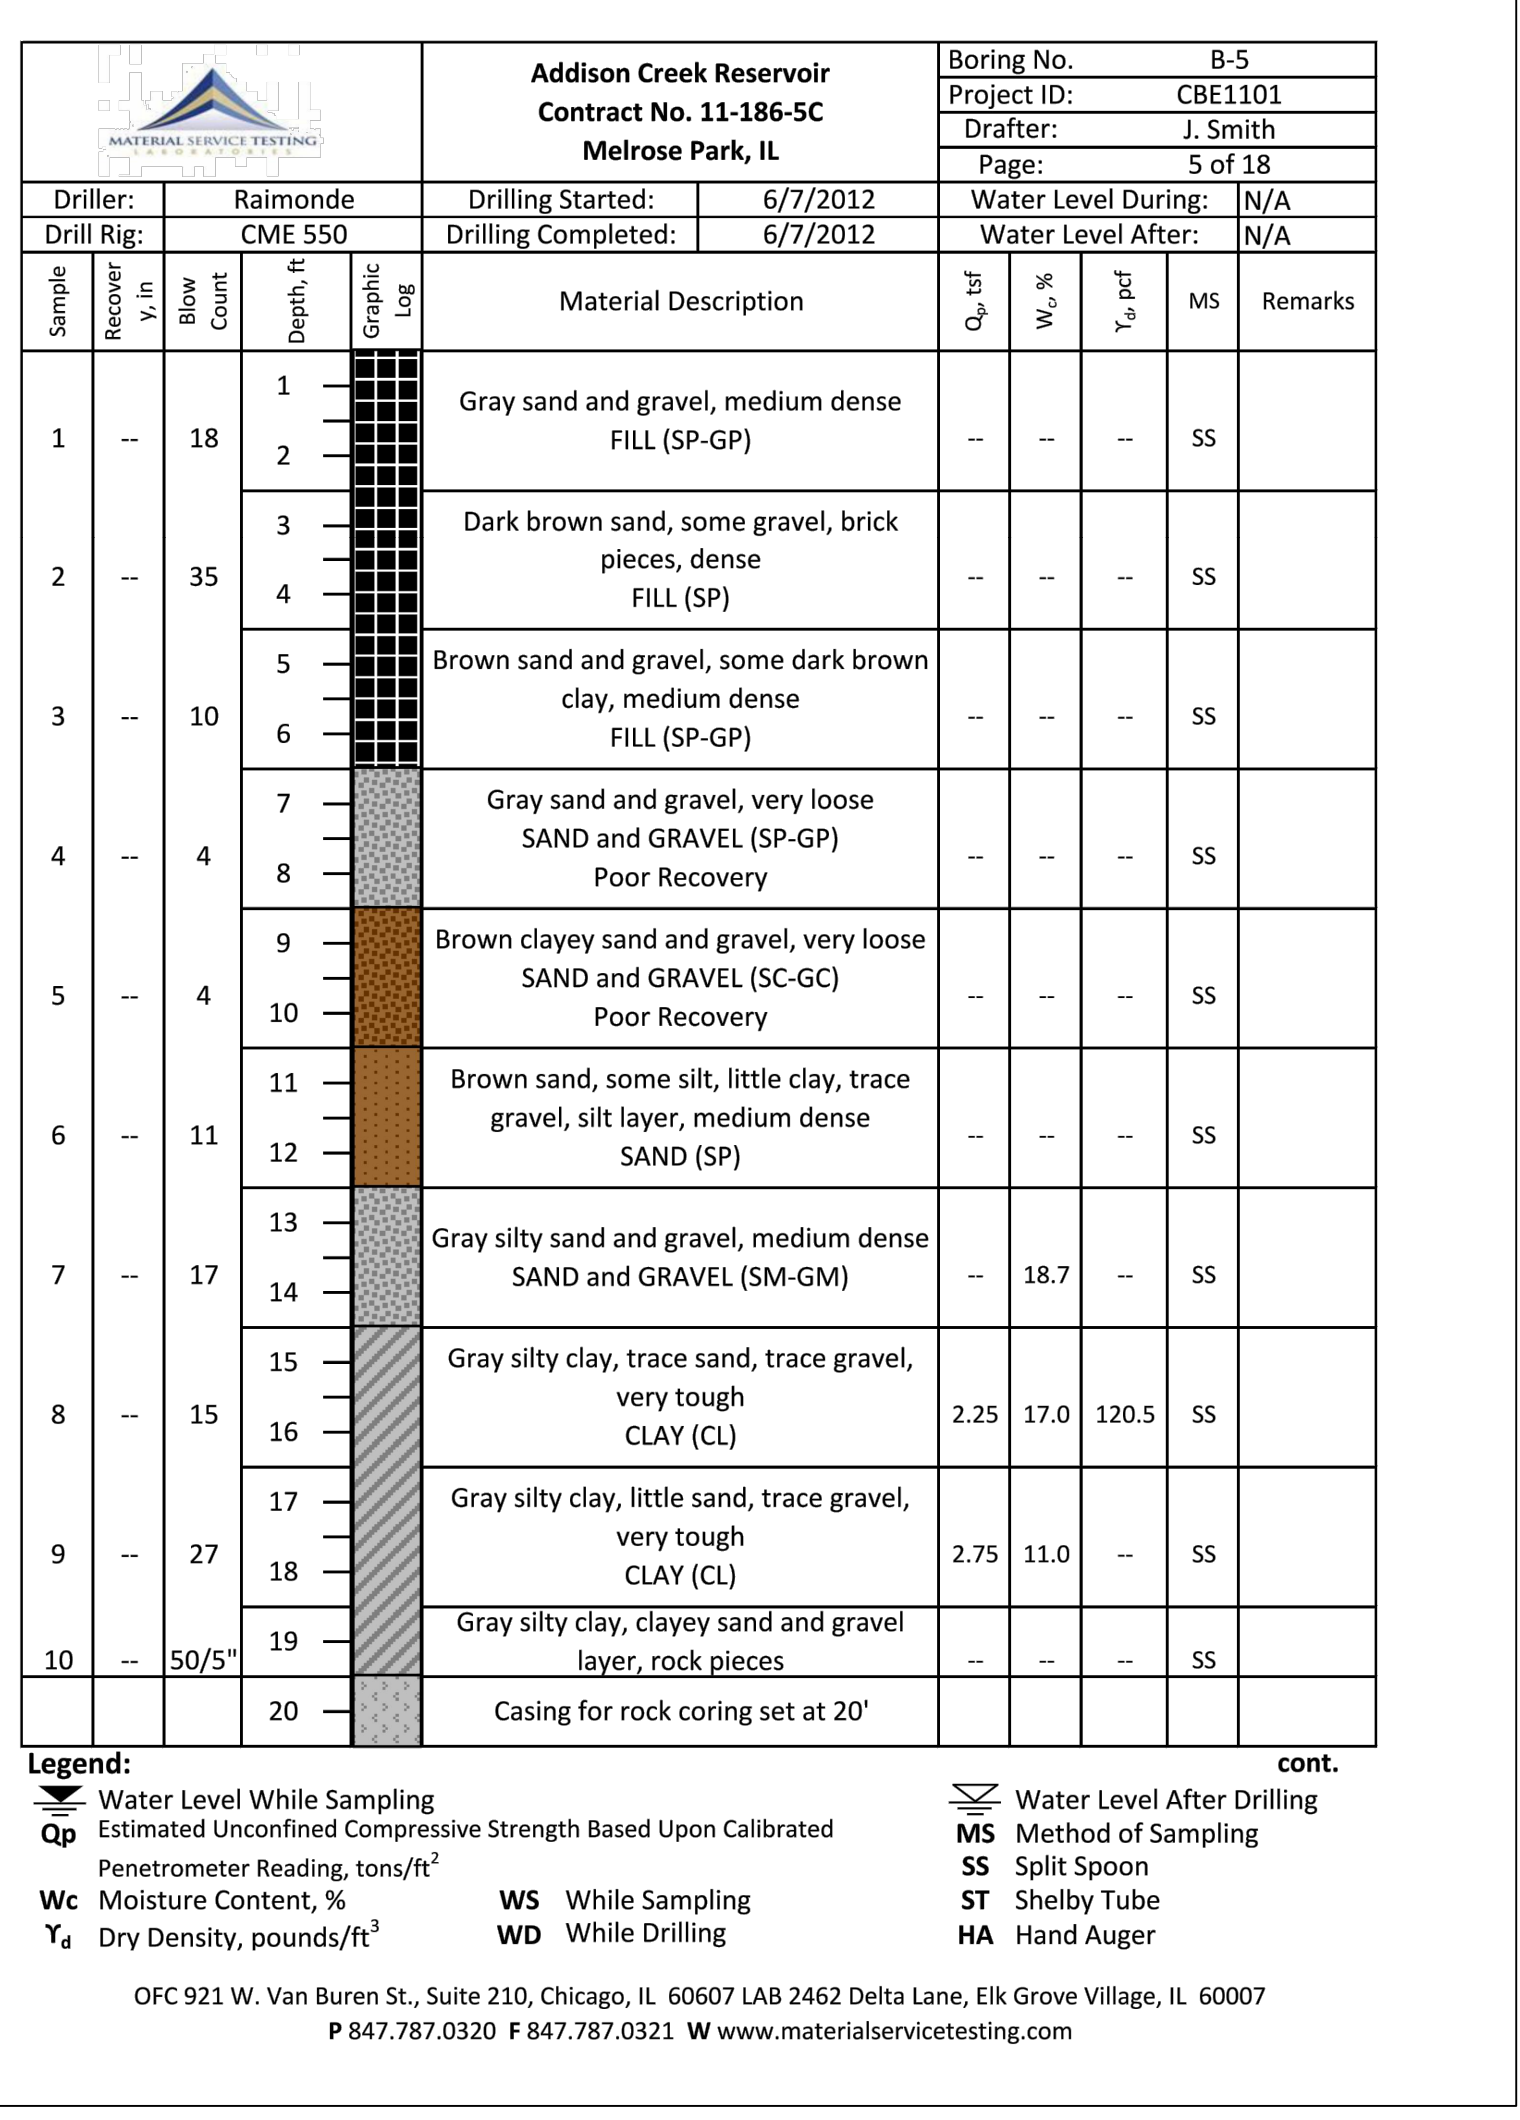 MATERIAL SERVICE TESTING
LABORATORIES
Addison Creek Reservoir
Contract No. 11-186-5C
Melrose Park, IL
Boring No. B-5
Project ID: CBE1101
Drafter: J. Smith
Page: 5 of 18
Driller: Raimonde Drilling Started: 6/7/2012 Water Level During: N/A
Drill Rig: CME 550 Drilling Completed: 6/7/2012 Water Level After: N/A
Sample
Recover
y, in
Blow
Count
Depth, ft
Graphic
Log
Material Description
Qp, tsf
Wc, %
ϒd, pcf
MS
Remarks
1 -- 18
1
2
Gray sand and gravel, medium dense
FILL (SP-GP)
-- -- -- SS
2 -- 35
3
4
Dark brown sand, some gravel, brick
pieces, dense
FILL (SP)
-- -- -- SS
3 -- 10
5
6
Brown sand and gravel, some dark brown
clay, medium dense
FILL (SP-GP)
-- -- -- SS
4 -- 4
7
8
Gray sand and gravel, very loose
SAND and GRAVEL (SP-GP)
Poor Recovery
-- -- -- SS
5 -- 4
9
10
Brown clayey sand and gravel, very loose
SAND and GRAVEL (SC-GC)
Poor Recovery
-- -- -- SS
6 -- 11
11
12
Brown sand, some silt, little clay, trace
gravel, silt layer, medium dense
SAND (SP)
-- -- -- SS
7 -- 17
13
14
Gray silty sand and gravel, medium dense
SAND and GRAVEL (SM-GM)
-- 18.7 -- SS
8 -- 15
15
16
Gray silty clay, trace sand, trace gravel,
very tough
CLAY (CL)
2.25 17.0 120.5 SS
9 -- 27
17
18
Gray silty clay, little sand, trace gravel,
very tough
CLAY (CL)
2.75 11.0 -- SS
10 -- 50/5"
19
Gray silty clay, clayey sand and gravel
layer, rock pieces
-- -- -- SS
20
Casing for rock coring set at 20'
Legend: cont.
Water Level While Sampling
Water Level After Drilling
Qp Estimated Unconfined Compressive Strength Based Upon Calibrated
Penetrometer Reading, tons/ft²
MS Method of Sampling
SS Split Spoon
Wc Moisture Content, % WS While Sampling ST Shelby Tube
ϒd Dry Density, pounds/ft³ WD While Drilling HA Hand Auger
OFC 921 W. Van Buren St., Suite 210, Chicago, IL 60607 LAB 2462 Delta Lane, Elk Grove Village, IL 60007
P 847.787.0320 F 847.787.0321 W www.materialservicetesting.com